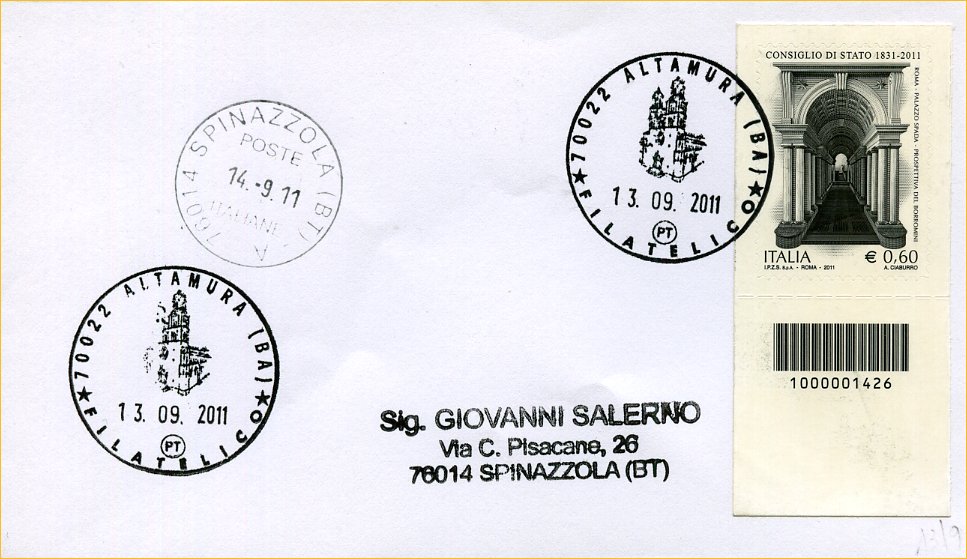 CONSIGLIO DI STATO 1831-2011
ROMA - PALAZZO SPADA - PROSPETTIVA DEL BORROMINI
ITALIA € 0,60
I.P.Z.S. S.p.A. - ROMA - 2011 A. CIABURRO
1000001426
70022 ALTAMURA (BA)
13. 09. 2011
PT
★ FILATELICO ★
76014 SPINAZZOLA (BT)
POSTE
14.-9.11
ITALIANE
A
70022 ALTAMURA (BA)
13. 09. 2011
PT
★ FILATELICO ★
Sig. GIOVANNI SALERNO
Via C. Pisacane, 26
76014 SPINAZZOLA (BT)